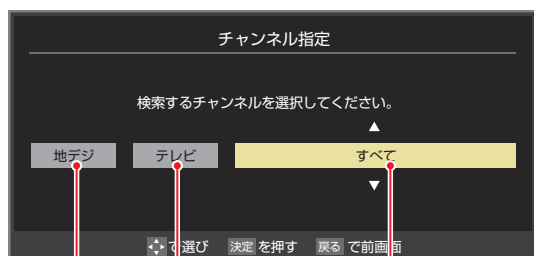 チャンネル指定
検索するチャンネルを選択してください。
▲
地デジ テレビ すべて
▼
で選び 決定 を押す 戻る で前画面